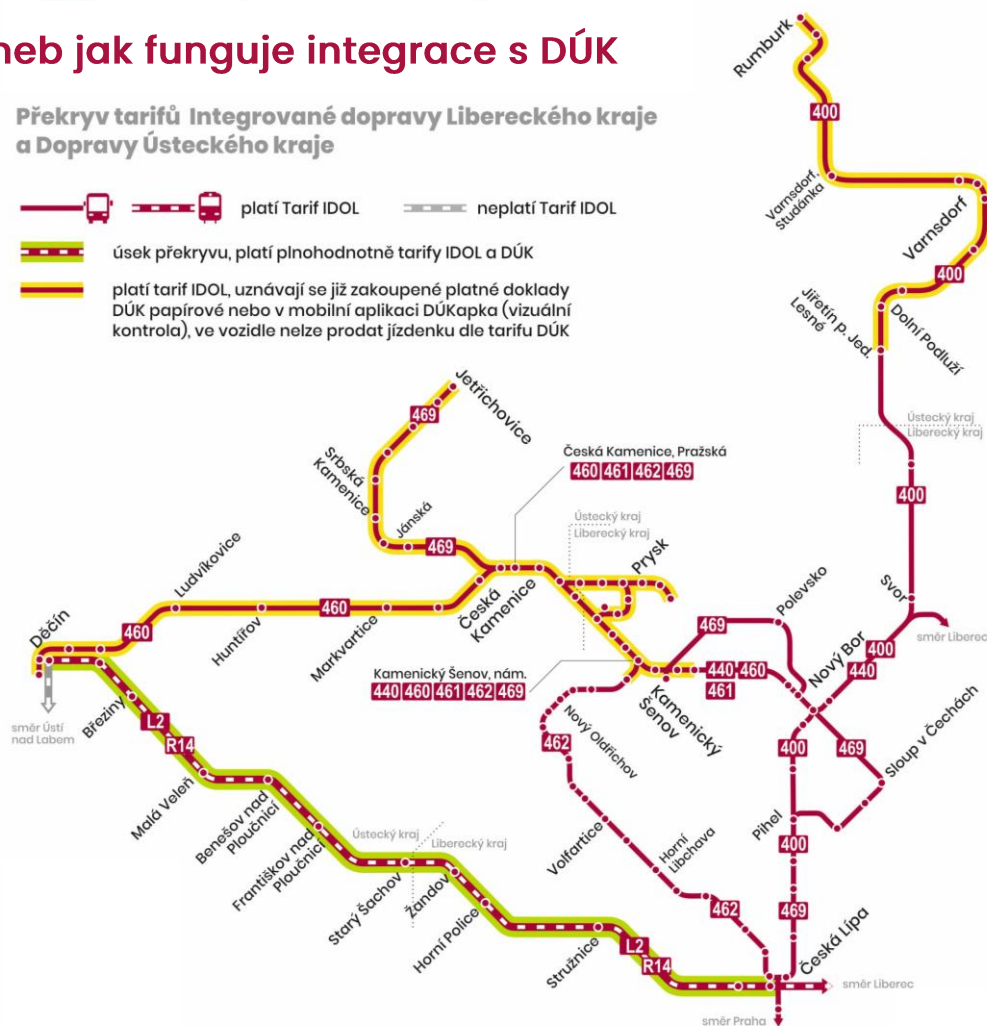 neb jak funguje integrace s DÚK
Překryv tarifů Integrované dopravy Libereckého kraje
a Dopravy Ústeckého kraje
platí Tarif IDOL
neplatí Tarif IDOL
úsek překryvu, platí plnohodnotně tarify IDOL a DÚK
platí tarif IDOL, uznávají se již zakoupené platné doklady
DÚK papírové nebo v mobilní aplikaci DÚKapka (vizuální
kontrola), ve vozidle nelze prodat jízdenku dle tarifu DÚK
Rumburk
400
Varnsdorf,
Studánka
Varnsdorf
400
Jiřetín p. Jed.
Lesné
Dolní Podluží
Ústecký kraj
Liberecký kraj
400
Svor
směr Liberec
400
440
Jetřichovice
469
Srbská
Kamenice
Jánská
469
Česká Kamenice, Pražská
460 461 462 469
Ústecký kraj
Liberecký kraj
Prysk
Česká
Kamenice
Děčín
460
Ludvíkovice
Huntířov
460
Markvartice
Kamenický Šenov, nám.
440 460 461 462 469
469
Polevsko
Kamenický
Šenov
440 460
461
Nový Bor
Nový Oldřichov
462
400
469
Sloup v Čechách
Volfartice
Horní
Libchava
Pihel
400
462
469
Česká Lípa
směr Ústí
nad Labem
Březiny
L2
R14
Malá Veleň
Benešov nad
Ploučnicí
Františkov nad
Ploučnicí
Ústecký kraj
Liberecký kraj
Starý Šachov
Žandov
Horní Police
Stružnice
L2
R14
směr Liberec
směr Praha